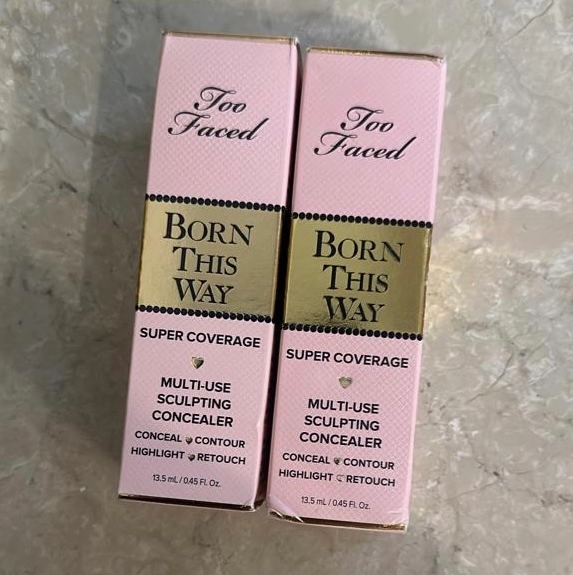 Too
Faced
BORN
THIS
WAY
SUPER COVERAGE
MULTI-USE
SCULPTING
CONCEALER
CONCEAL CONTOUR
HIGHLIGHT RETOUCH
13.5 mL / 0.45 Fl. Oz.
Too
Faced
BORN
THIS
WAY
SUPER COVERAGE
MULTI-USE
SCULPTING
CONCEALER
CONCEAL CONTOUR
HIGHLIGHT RETOUCH
13.5 mL / 0.45 Fl. Oz.